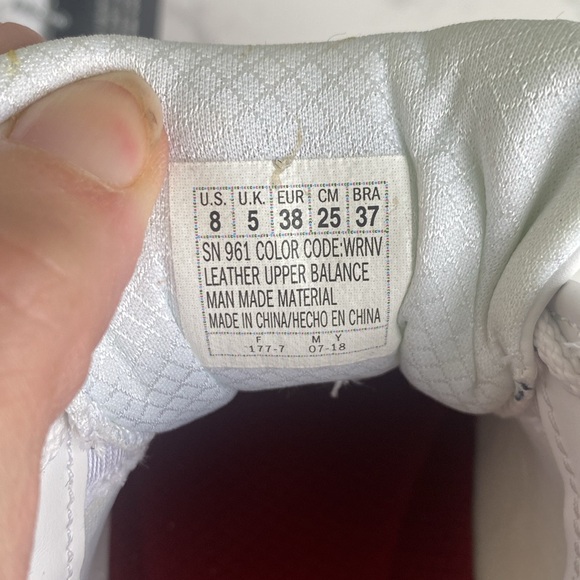 U.S. U.K. EUR CM BRA
8 5 38 25 37
SN 961 COLOR CODE:WRNV
LEATHER UPPER BALANCE
MAN MADE MATERIAL
MADE IN CHINA/HECHO EN CHINA
F M Y
177-7 07-18